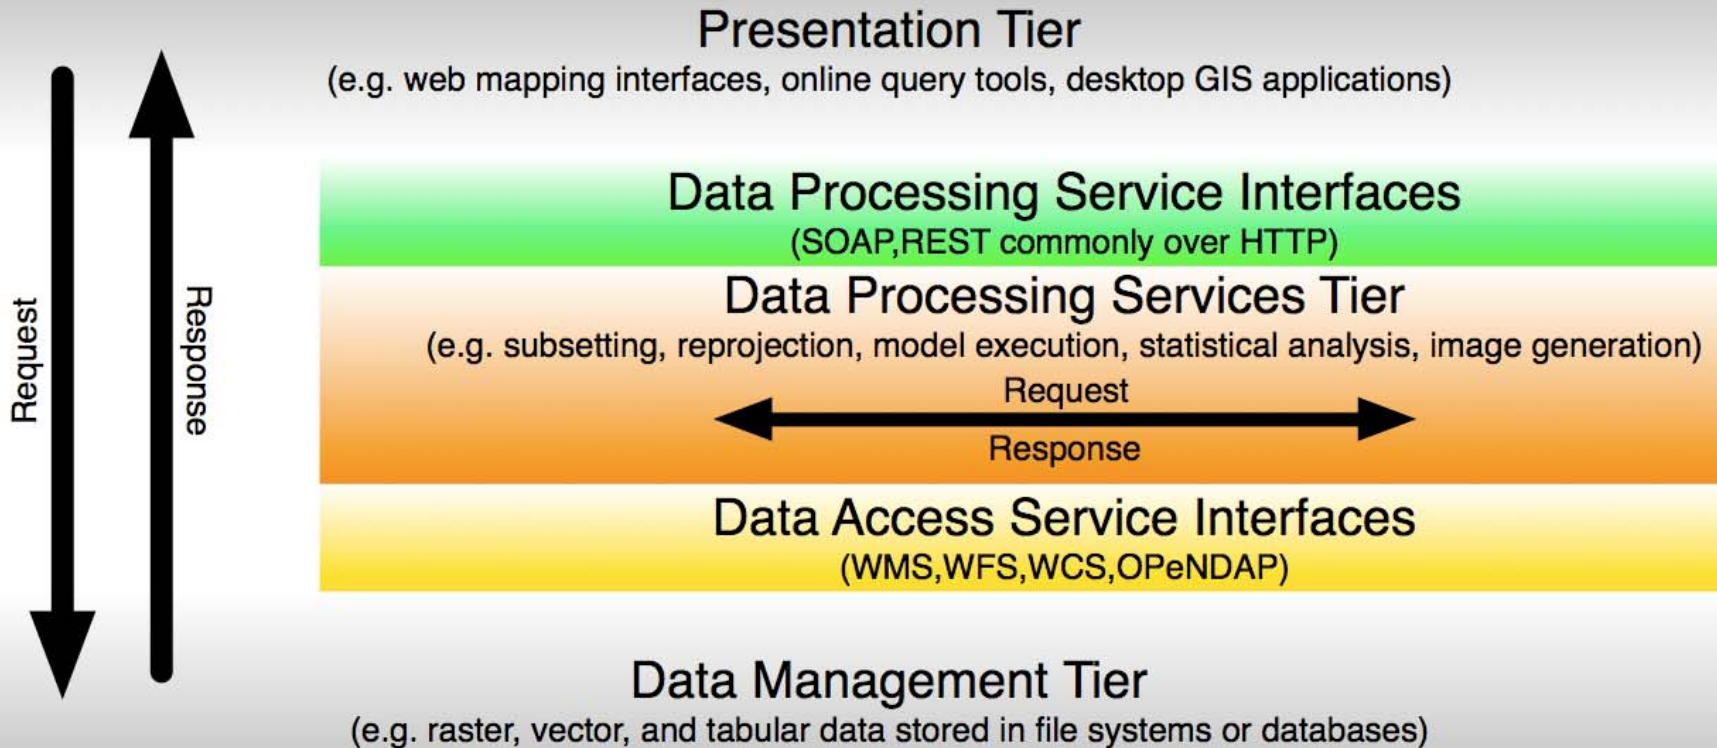 Presentation Tier
(e.g. web mapping interfaces, online query tools, desktop GIS applications)
Request
Response
Data Processing Service Interfaces
(SOAP,REST commonly over HTTP)
Data Processing Services Tier
(e.g. subsetting, reprojection, model execution, statistical analysis, image generation)
Request
Response
Data Access Service Interfaces
(WMS,WFS,WCS,OPeNDAP)
Data Management Tier
(e.g. raster, vector, and tabular data stored in file systems or databases)